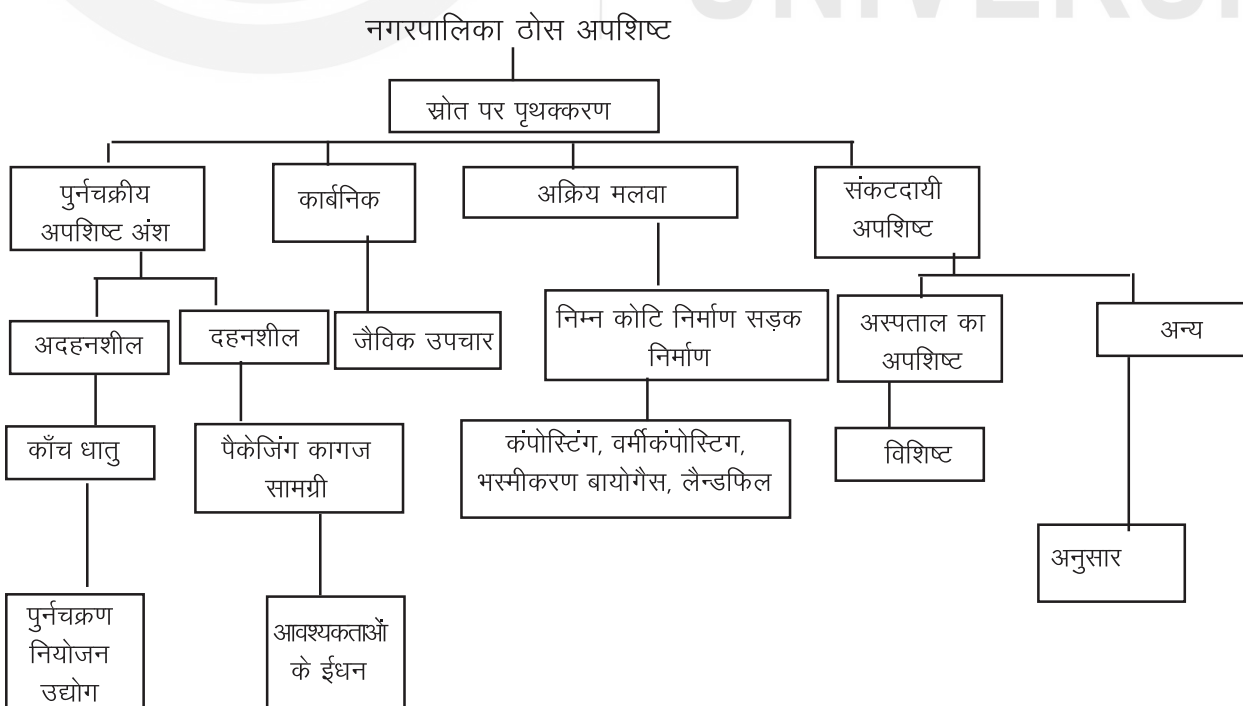 UNIVERSI
नगरपालिका ठोस अपशिष्ट
स्रोत पर पृथक्करण
पुर्नचक्रीय
अपशिष्ट अंश
कार्बनिक
अक्रिय मलवा
संकटदायी
अपशिष्ट
अदहनशील
दहनशील
जैविक उपचार
निम्न कोटि निर्माण सड़क
निर्माण
अस्पताल का
अपशिष्ट
अन्य
काँच धातु
पैकेजिंग कागज
सामग्री
कंपोस्टिंग, वर्मीकंपोस्टिग,
भस्मीकरण बायोगैस, लैन्डफिल
विशिष्ट
अनुसार
पुर्नचक्रण
नियोजन
उद्योग
आवश्यकताओं
के ईधन